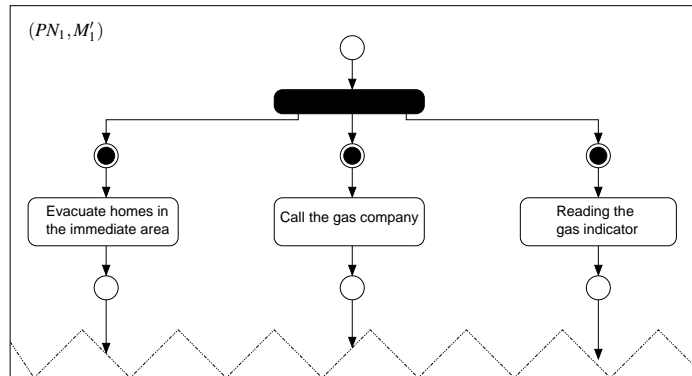 (PN₁, M′₁)
Evacuate homes in
the immediate area
Call the gas company
Reading the
gas indicator